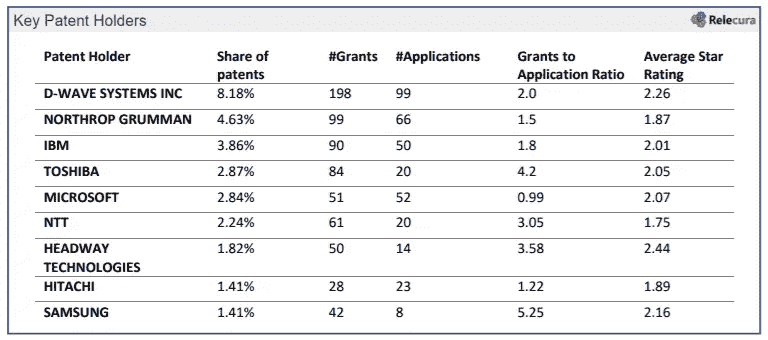 Key Patent Holders Relecura
Patent Holder Share of patents #Grants #Applications Grants to Application Ratio Average Star Rating
D-WAVE SYSTEMS INC 8.18% 198 99 2.0 2.26
NORTHROP GRUMMAN 4.63% 99 66 1.5 1.87
IBM 3.86% 90 50 1.8 2.01
TOSHIBA 2.87% 84 20 4.2 2.05
MICROSOFT 2.84% 51 52 0.99 2.07
NTT 2.24% 61 20 3.05 1.75
HEADWAY TECHNOLOGIES 1.82% 50 14 3.58 2.44
HITACHI 1.41% 28 23 1.22 1.89
SAMSUNG 1.41% 42 8 5.25 2.16